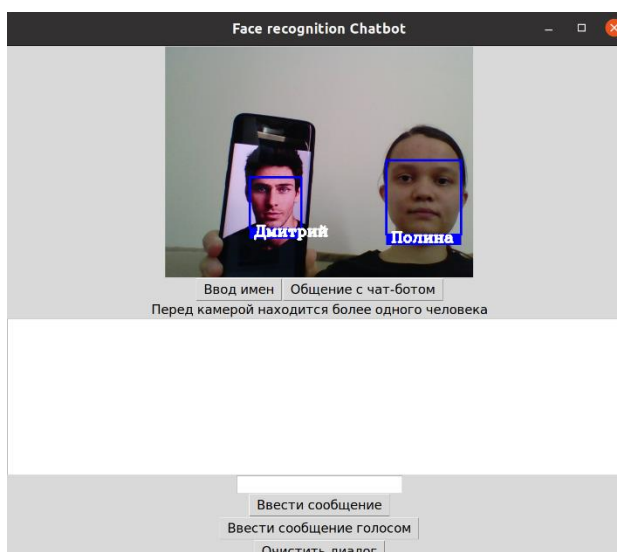 Face recognition Chatbot
Дмитрий
Полина
Ввод имен Общение с чат-ботом
Перед камерой находится более одного человека
Ввести сообщение
Ввести сообщение голосом
Очистить диалог